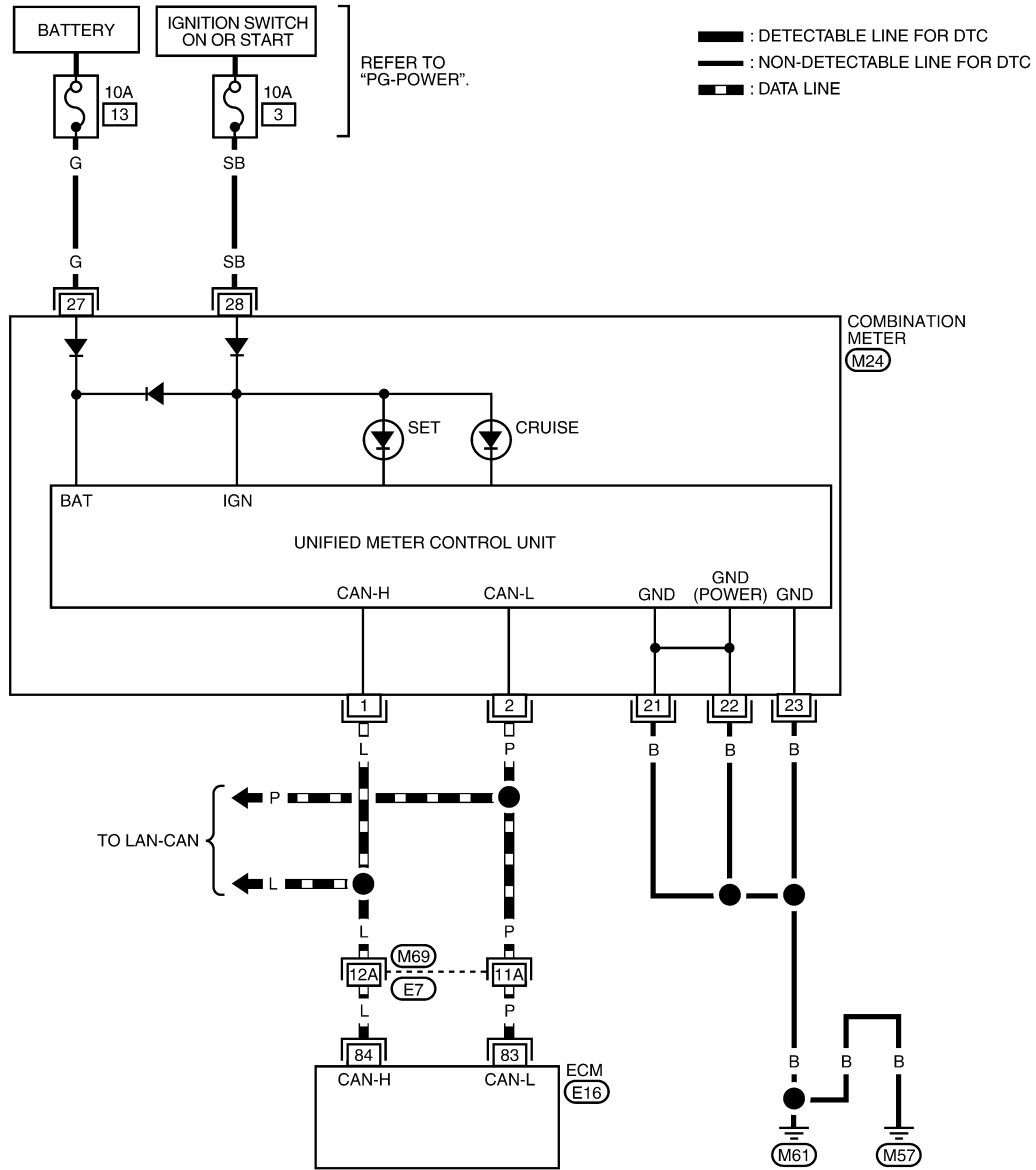 BATTERY
IGNITION SWITCH
ON OR START
REFER TO
“PG-POWER”.
: DETECTABLE LINE FOR DTC
: NON-DETECTABLE LINE FOR DTC
: DATA LINE
10A
13
10A
3
G
SB
G
SB
27
28
COMBINATION
METER
M24
SET
CRUISE
BAT
IGN
UNIFIED METER CONTROL UNIT
CAN-H
CAN-L
GND
GND
(POWER)
GND
1
2
21
22
23
L
P
B
B
B
P
TO LAN-CAN
L
L
P
M69
12A
11A
E7
L
P
84
83
CAN-H
CAN-L
ECM
E16
B
B
B
M61
M57